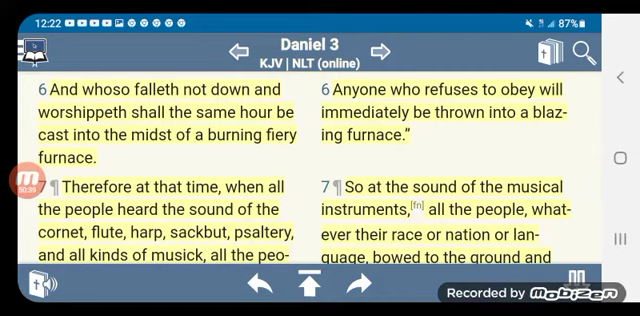 12:22
87%
Daniel 3
KJV | NLT (online)
6 And whoso falleth not down and
worshippeth shall the same hour be
cast into the midst of a burning fiery
furnace.
7 ¶ Therefore at that time, when all
the people heard the sound of the
cornet, flute, harp, sackbut, psaltery,
and all kinds of musick, all the peo-
6 Anyone who refuses to obey will
immediately be thrown into a blaz-
ing furnace.”
7 ¶ So at the sound of the musical
instruments,[fn] all the people, what-
ever their race or nation or lan-
guage, bowed to the ground and
50:39
Recorded by Mobizen